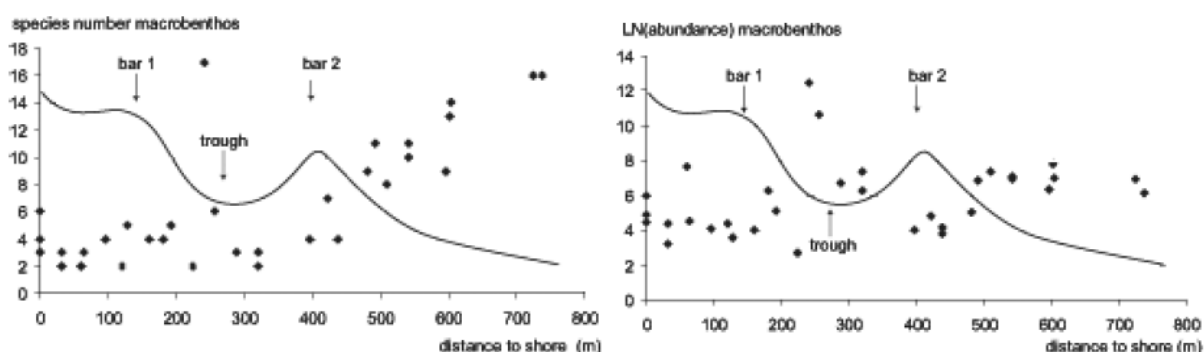 species number macrobenthos
18
16
14
12
10
8
6
4
2
0
bar 1
bar 2
trough
0 100 200 300 400 500 600 700 800
distance to shore (m)
LN(abundance) macrobenthos
14
12
10
8
6
4
2
0
bar 1
bar 2
trough
0 100 200 300 400 500 600 700 800
distance to shore (m)